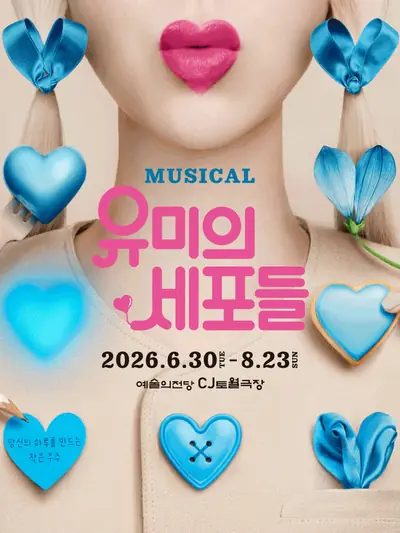 MUSICAL
유미의
세포들
2026.6.30 TUE - 8.23 SUN
예술의전당 CJ토월극장
당신의 하루를 만드는
작은 우주